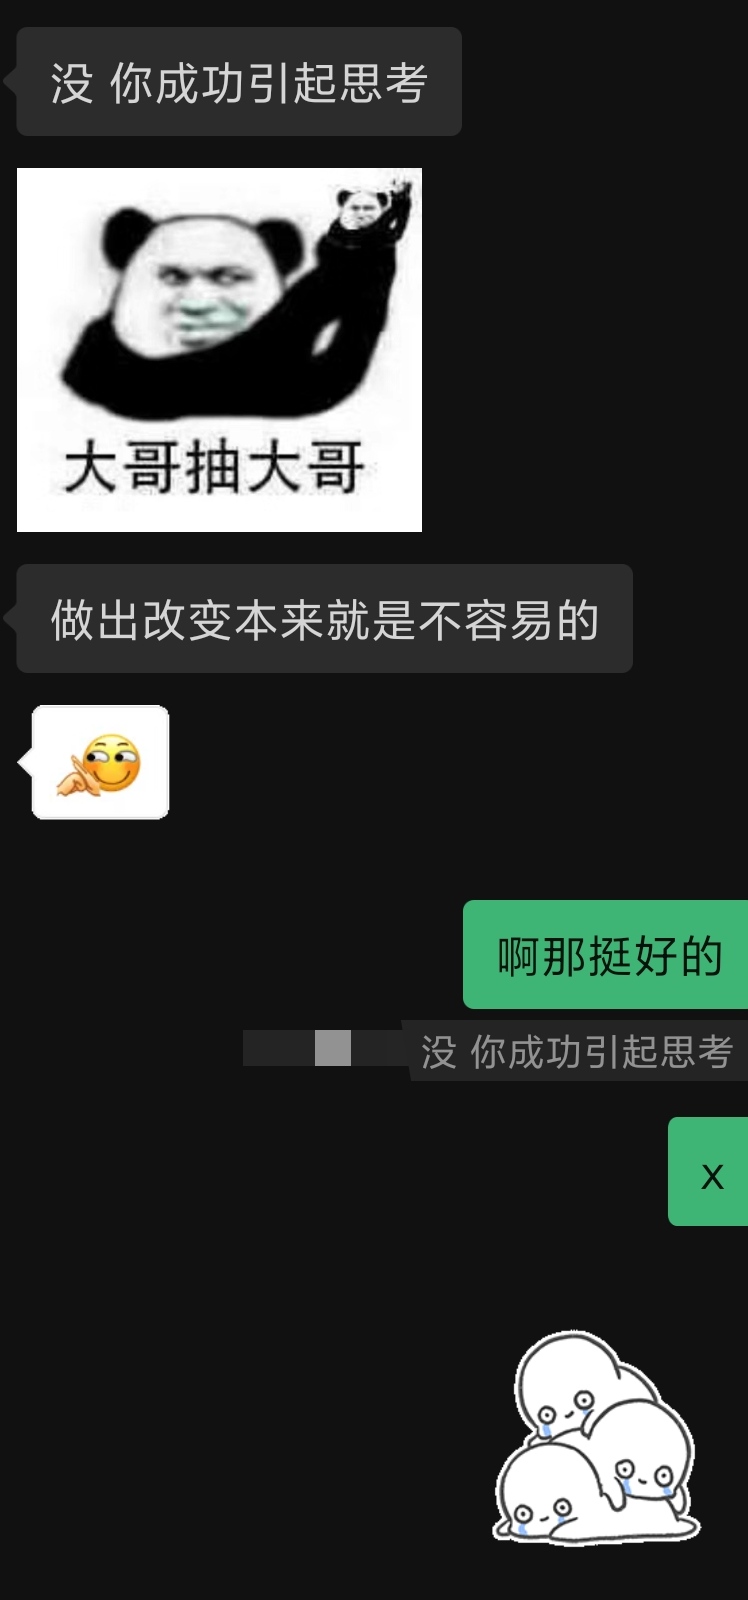 没 你成功引起思考
大哥抽大哥
做出改变本来就是不容易的
啊那挺好的
没 你成功引起思考
x